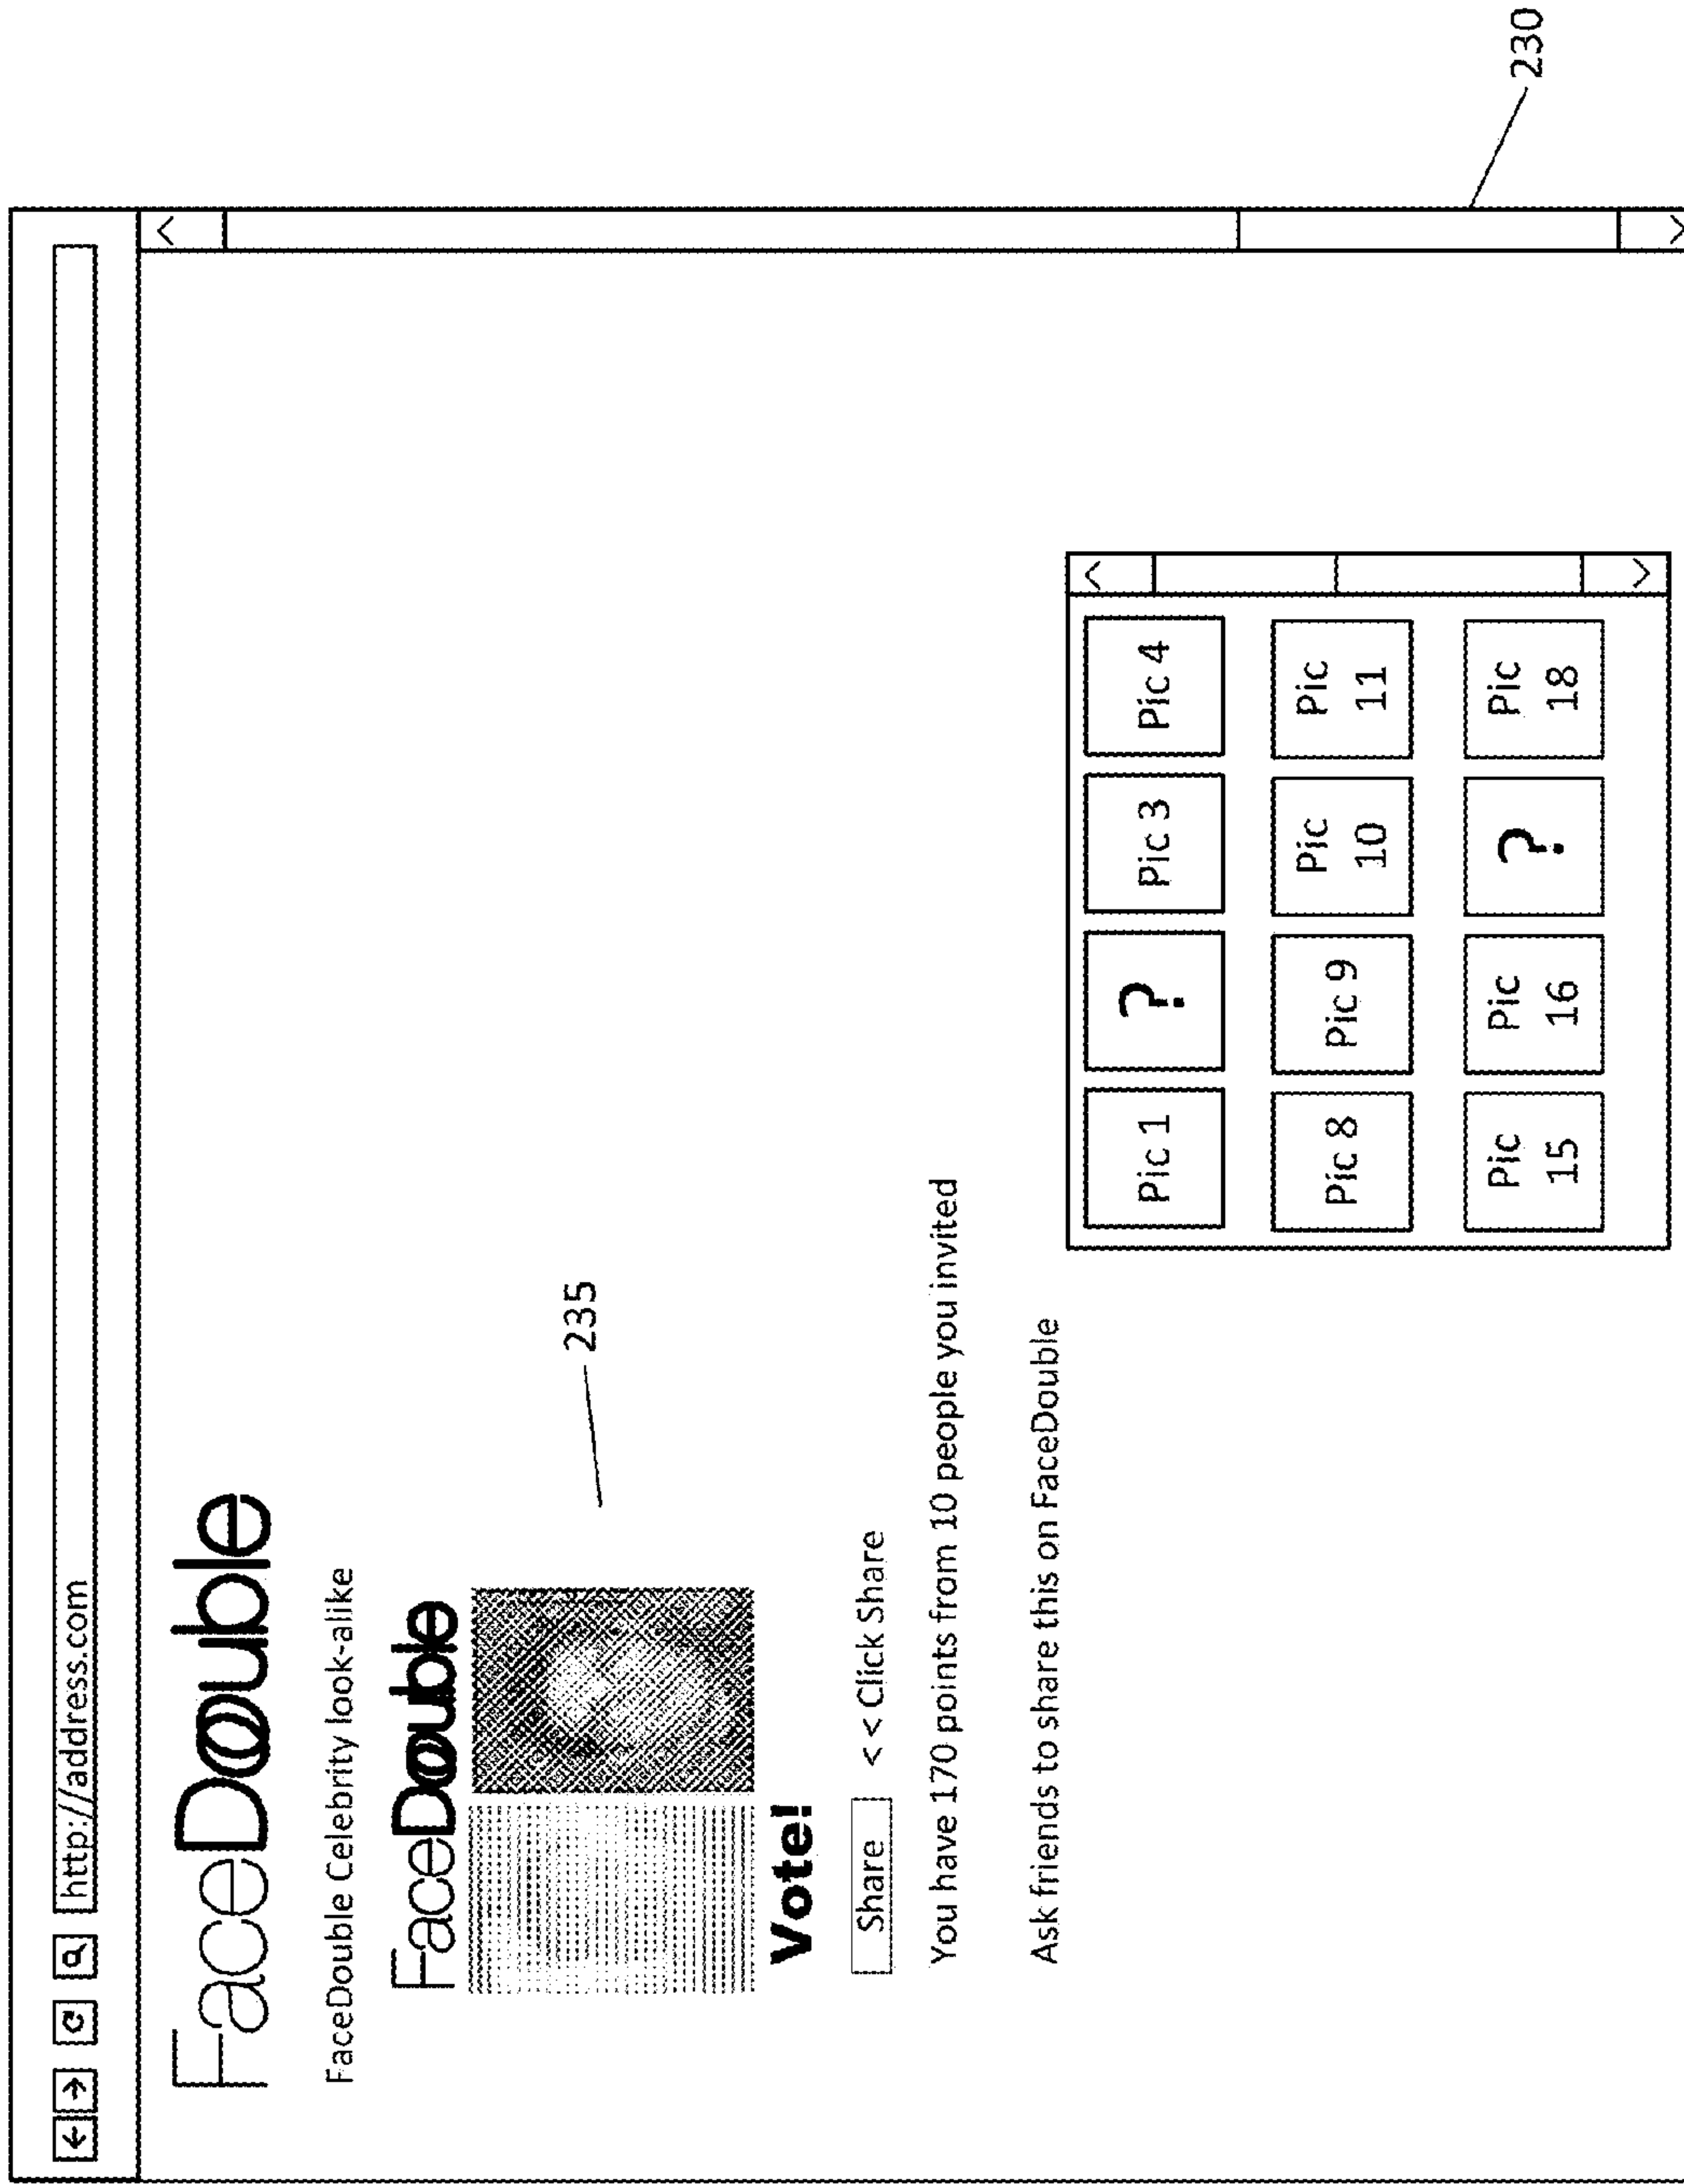 http://address.com
FaceDouble
FaceDouble Celebrity look-alike
FaceDouble
235
Vote!
Share < < Click Share
You have 170 points from 10 people you invited
Ask friends to share this on FaceDouble
Pic 1 ? Pic 3 Pic 4
Pic 8 Pic 9 Pic
10 Pic
11
Pic
15 Pic
16 ? Pic
18
230